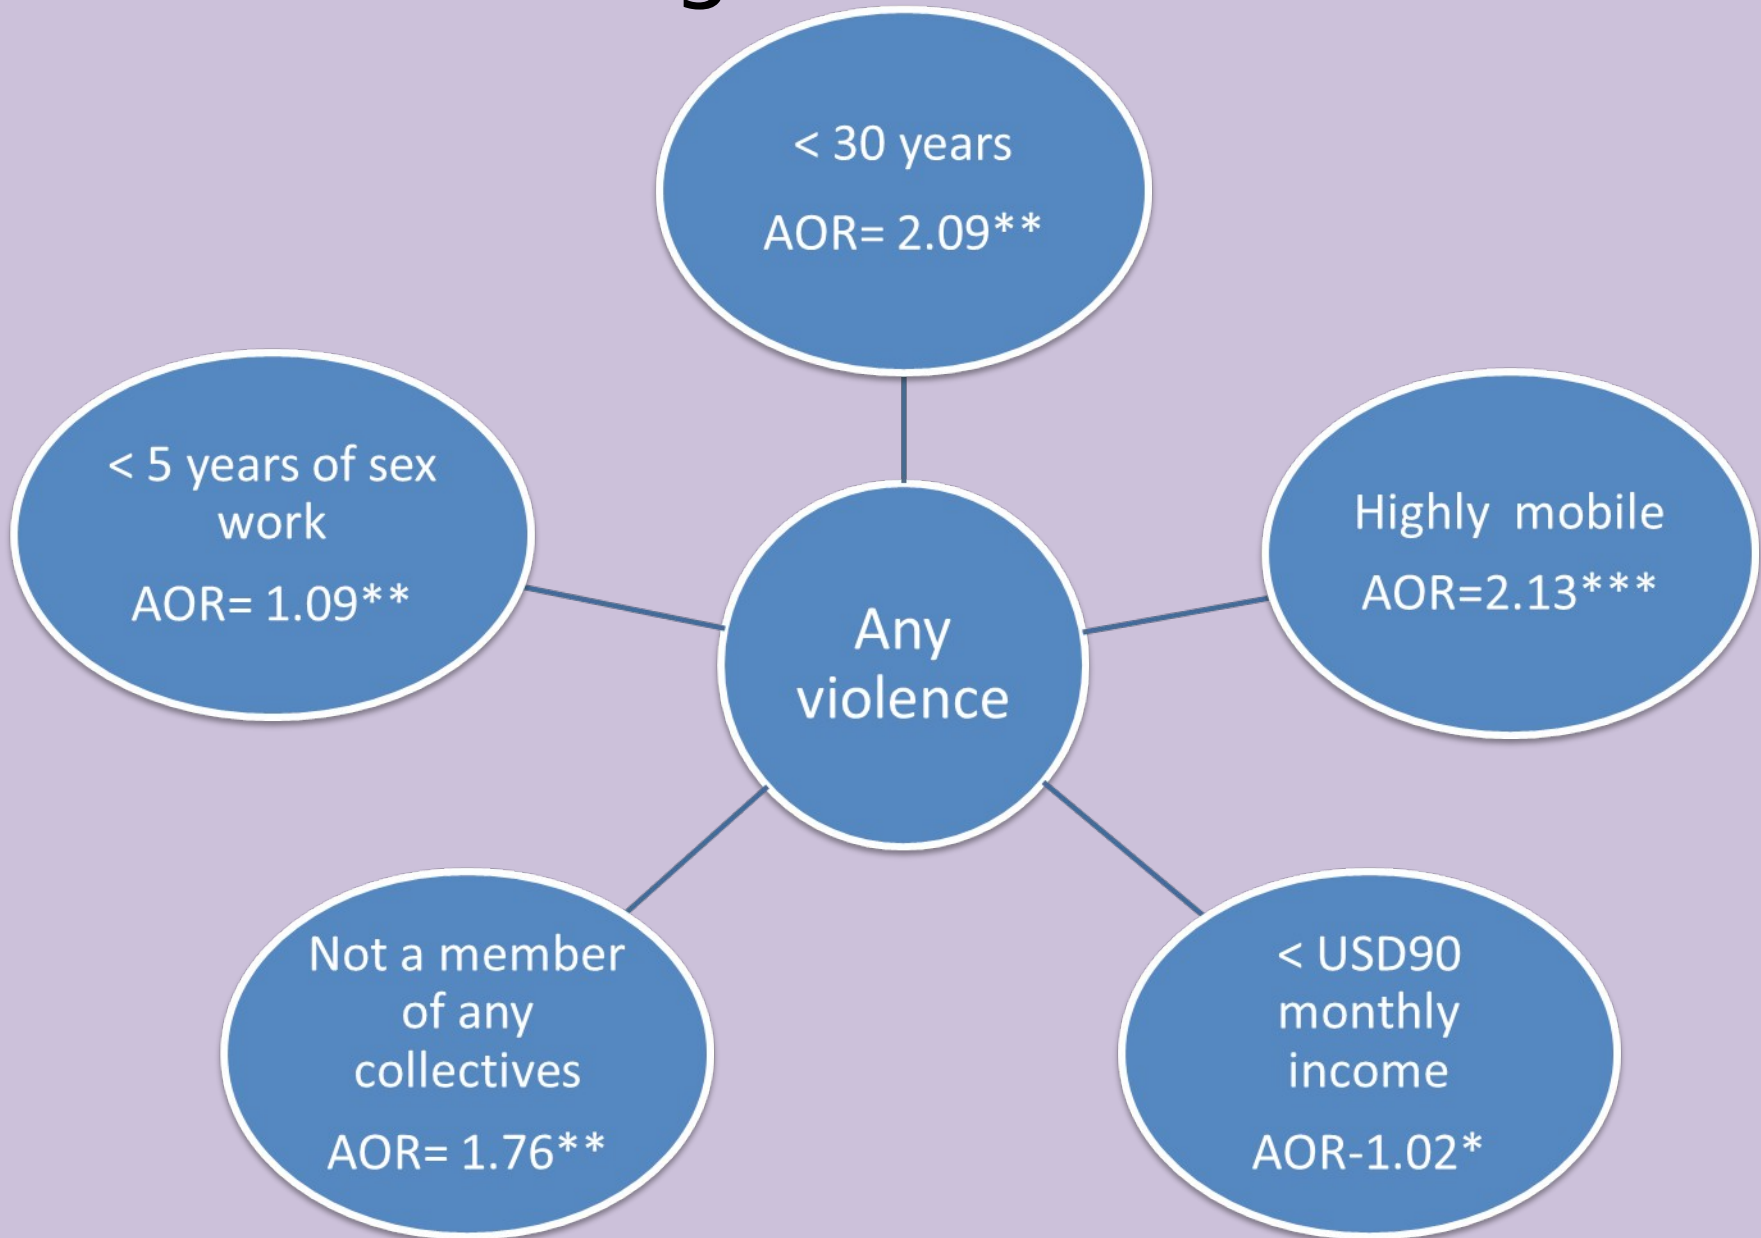 < 30 years
AOR= 2.09**
< 5 years of sex
work
AOR= 1.09**
Highly mobile
AOR=2.13***
Any
violence
Not a member
of any
collectives
AOR= 1.76**
< USD90
monthly
income
AOR-1.02*